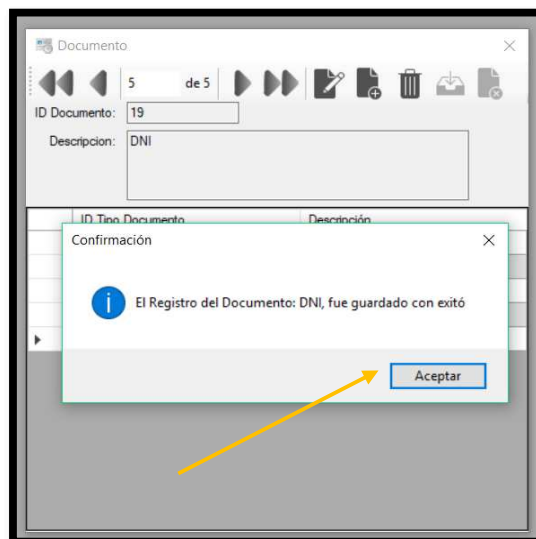 Documento
5 de 5
ID Documento: 19
Descripcion: DNI
ID Tipo Documento Descripción
Confirmación
El Registro del Documento: DNI, fue guardado con exitó
Aceptar